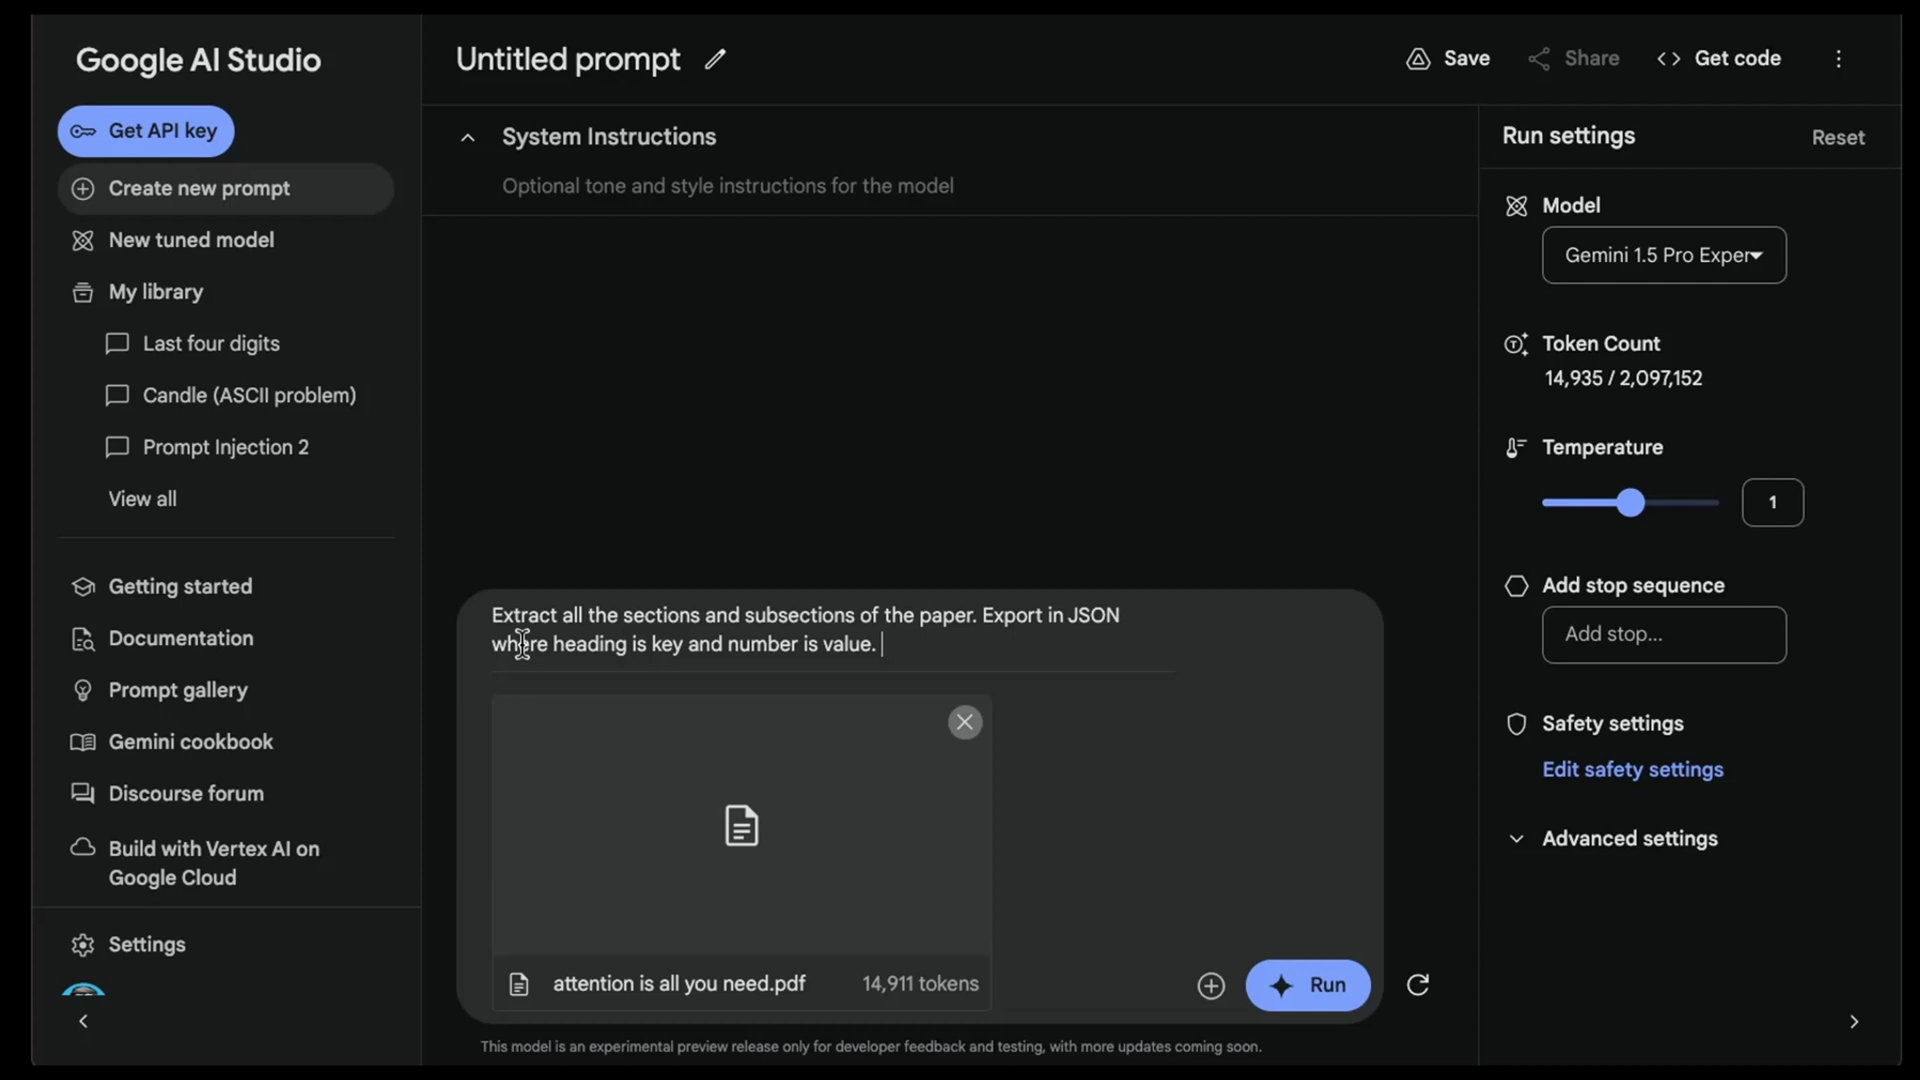 Google AI Studio
Get API key
Create new prompt
New tuned model
My library
Last four digits
Candle (ASCII problem)
Prompt Injection 2
View all
Getting started
Documentation
Prompt gallery
Gemini cookbook
Discourse forum
Build with Vertex AI on
Google Cloud
Settings
Untitled prompt
Save
Share
Get code
System Instructions
Optional tone and style instructions for the model
Extract all the sections and subsections of the paper. Export in JSON
where heading is key and number is value.
attention is all you need.pdf 14,911 tokens
Run
This model is an experimental preview release only for developer feedback and testing, with more updates coming soon.
Run settings
Reset
Model
Gemini 1.5 Pro Exper
Token Count
14,935 / 2,097,152
Temperature
1
Add stop sequence
Add stop...
Safety settings
Edit safety settings
Advanced settings